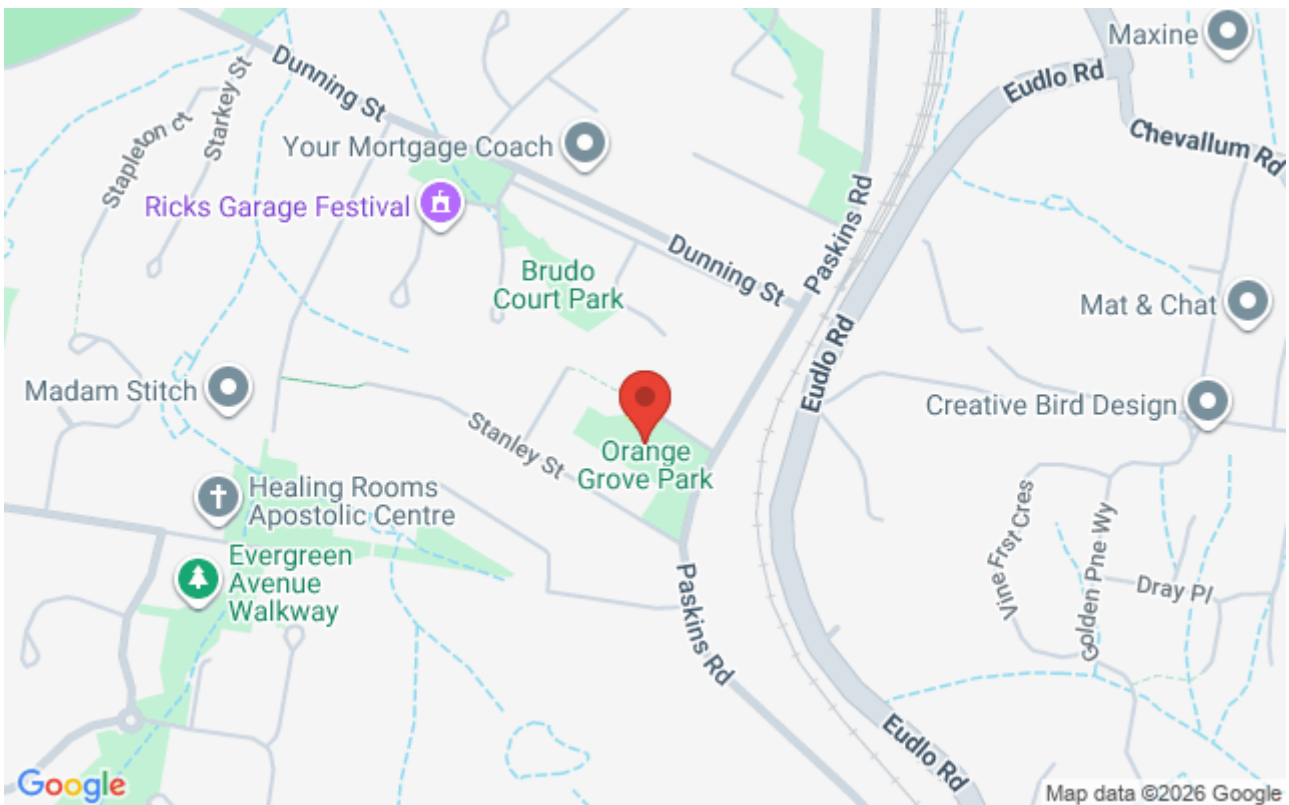 Maxine
Eudlo Rd
Dunning St
Starkey St
Stapleton ct
Chevallum Rd
Your Mortgage Coach
Ricks Garage Festival
Paskins Rd
Dunning St
Brudo
Court Park
Mat & Chat
Eudlo Rd
Madam Stitch
Creative Bird Design
Stanley St
Orange
Grove Park
Healing Rooms
Apostolic Centre
Vine Frst Cres
Golden Pne Wy
Evergreen
Avenue
Walkway
Dray Pl
Paskins Rd
Eudlo Rd
Google
Map data ©2026 Google